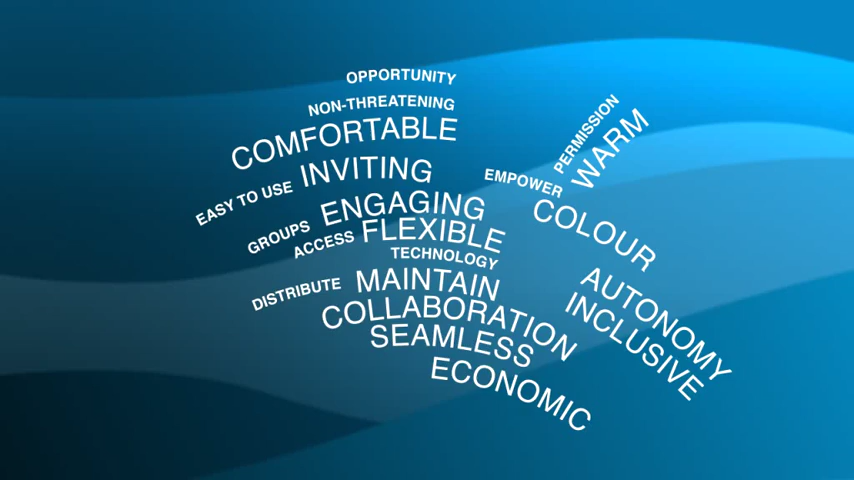 OPPORTUNITY
NON-THREATENING
COMFORTABLE
INVITING
EASY TO USE
ENGAGING
GROUPS
FLEXIBLE
ACCESS
TECHNOLOGY
MAINTAIN
DISTRIBUTE
COLLABORATION
SEAMLESS
ECONOMIC
PERMISSION
WARM
EMPOWER
COLOUR
AUTONOMY
INCLUSIVE